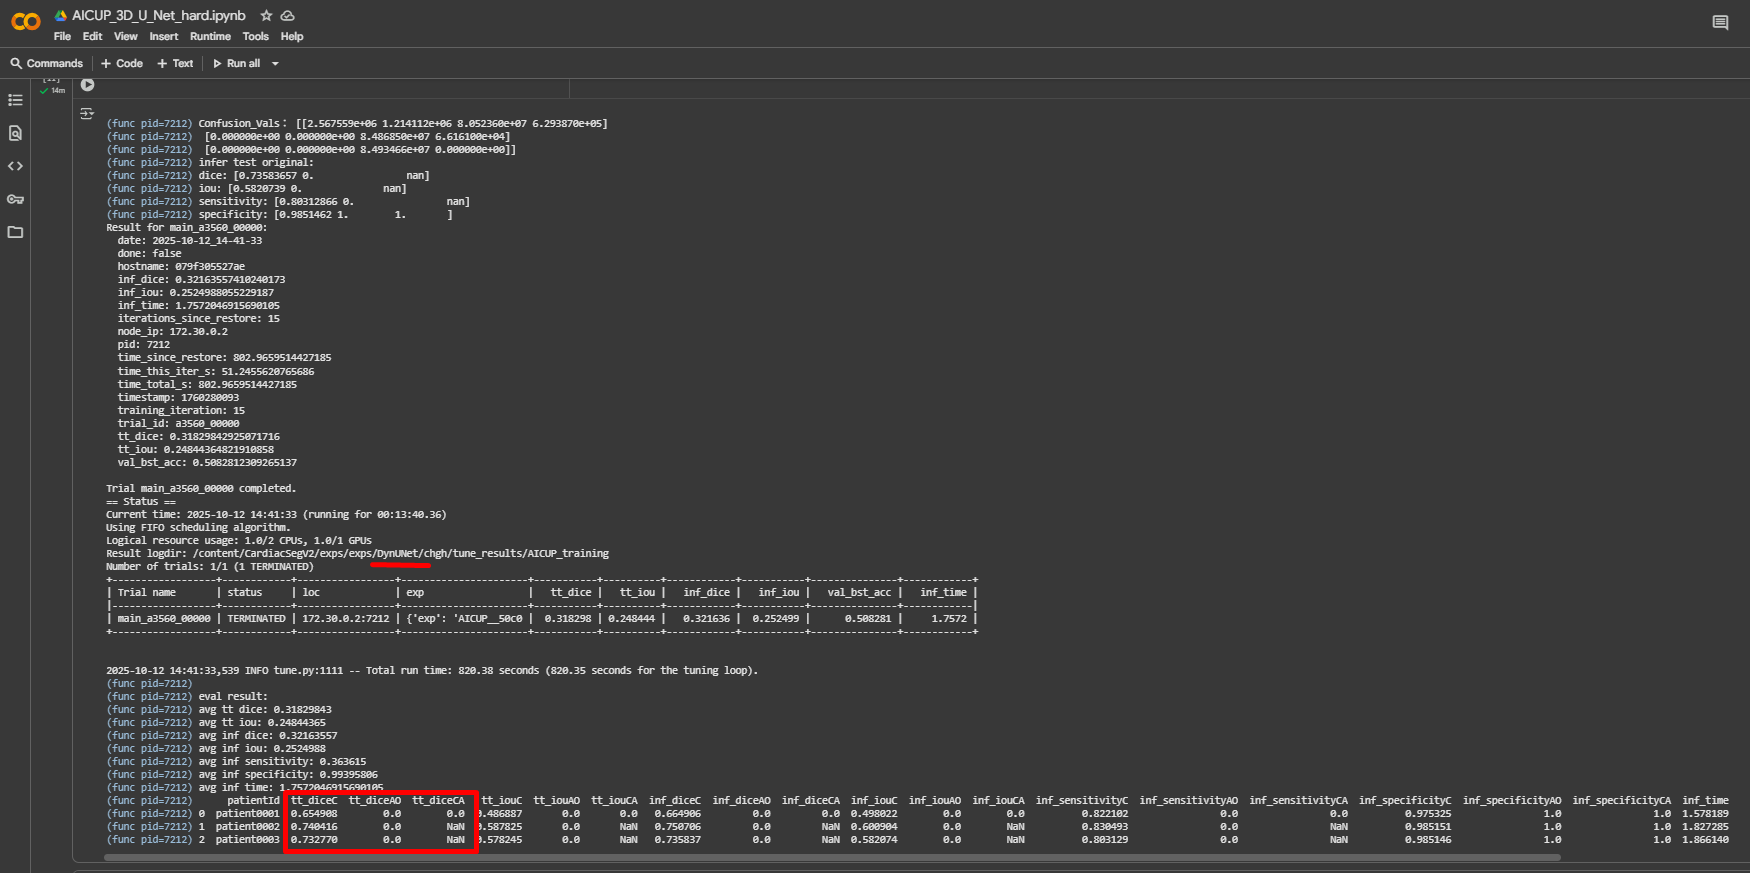 AICUP_3D_U_Net_hard.ipynb
File Edit View Insert Runtime Tools Help
Commands + Code + Text Run all
14m
(func pid=7212) Confusion_Vals: [[2.567559e+06 1.214112e+06 8.052360e+07 6.293870e+05]
(func pid=7212)  [0.000000e+00 0.000000e+00 8.486850e+07 6.616100e+04]
(func pid=7212)  [0.000000e+00 0.000000e+00 8.493466e+07 0.000000e+00]]
(func pid=7212) infer test original:
(func pid=7212) dice: [0.73583657 0. nan]
(func pid=7212) iou: [0.5820739 0. nan]
(func pid=7212) sensitivity: [0.80312866 0. nan]
(func pid=7212) specificity: [0.9851462 1. 1. ]
Result for main_a3560_00000:
date: 2025-10-12_14-41-33
done: false
hostname: 079f305527ae
inf_dice: 0.32163557410240173
inf_iou: 0.2524988055229187
inf_time: 1.7572046915690105
iterations_since_restore: 15
node_ip: 172.30.0.2
pid: 7212
time_since_restore: 802.9659514427185
time_this_iter_s: 51.2455620765686
time_total_s: 802.9659514427185
timestamp: 1760280093
training_iteration: 15
trial_id: a3560_00000
tt_dice: 0.31829842925071716
tt_iou: 0.24844364821910858
val_bst_acc: 0.5082812309265137
Trial main_a3560_00000 completed.
== Status ==
Current time: 2025-10-12 14:41:33 (running for 00:13:40.36)
Using FIFO scheduling algorithm.
Logical resource usage: 1.0/2 CPUs, 1.0/1 GPUs
Result logdir: /content/CardiacSegV2/exps/exps/DynUNet/chgh/tune_results/AICUP_training
Number of trials: 1/1 (1 TERMINATED)
| Trial name | status | loc | exp | tt_dice | tt_iou | inf_dice | inf_iou | val_bst_acc | inf_time |
| main_a3560_00000 | TERMINATED | 172.30.0.2:7212 | {'exp': 'AICUP__50c0 | 0.318298 | 0.248444 | 0.321636 | 0.252499 | 0.508281 | 1.7572 |
2025-10-12 14:41:33,539 INFO tune.py:1111 -- Total run time: 820.38 seconds (820.35 seconds for the tuning loop).
(func pid=7212)
(func pid=7212) eval result:
(func pid=7212) avg tt dice: 0.31829843
(func pid=7212) avg tt iou: 0.24844365
(func pid=7212) avg inf dice: 0.32163557
(func pid=7212) avg inf iou: 0.2524988
(func pid=7212) avg inf sensitivity: 0.363615
(func pid=7212) avg inf specificity: 0.99395806
(func pid=7212) avg inf time: 1.7572046915690105
(func pid=7212) patientId tt_diceC tt_diceAO tt_diceCA tt_iouC tt_iouAO tt_iouCA inf_diceC inf_diceAO inf_diceCA inf_iouC inf_iouAO inf_iouCA inf_sensitivityC inf_sensitivityAO inf_sensitivityCA inf_specificityC inf_specificityAO inf_specificityCA inf_time
(func pid=7212) 0 patient0001 0.654908 0.0 0.0 0.486887 0.0 0.0 0.664906 0.0 0.0 0.498022 0.0 0.0 0.822102 0.0 0.0 0.975325 1.0 1.0 1.578189
(func pid=7212) 1 patient0002 0.740416 0.0 NaN 0.587825 0.0 NaN 0.750706 0.0 NaN 0.600904 0.0 NaN 0.830493 0.0 NaN 0.985151 1.0 1.0 1.827285
(func pid=7212) 2 patient0003 0.732770 0.0 NaN 0.578245 0.0 NaN 0.735837 0.0 NaN 0.582074 0.0 NaN 0.803129 0.0 NaN 0.985146 1.0 1.0 1.866140